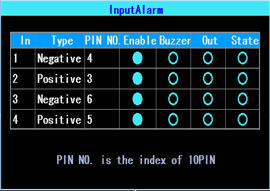 InputAlarm
In Type PIN NO. Enable Buzzer Out State
1 Negative 4
2 Positive 3
3 Negative 6
4 Positive 5
PIN NO. is the index of 10PIN